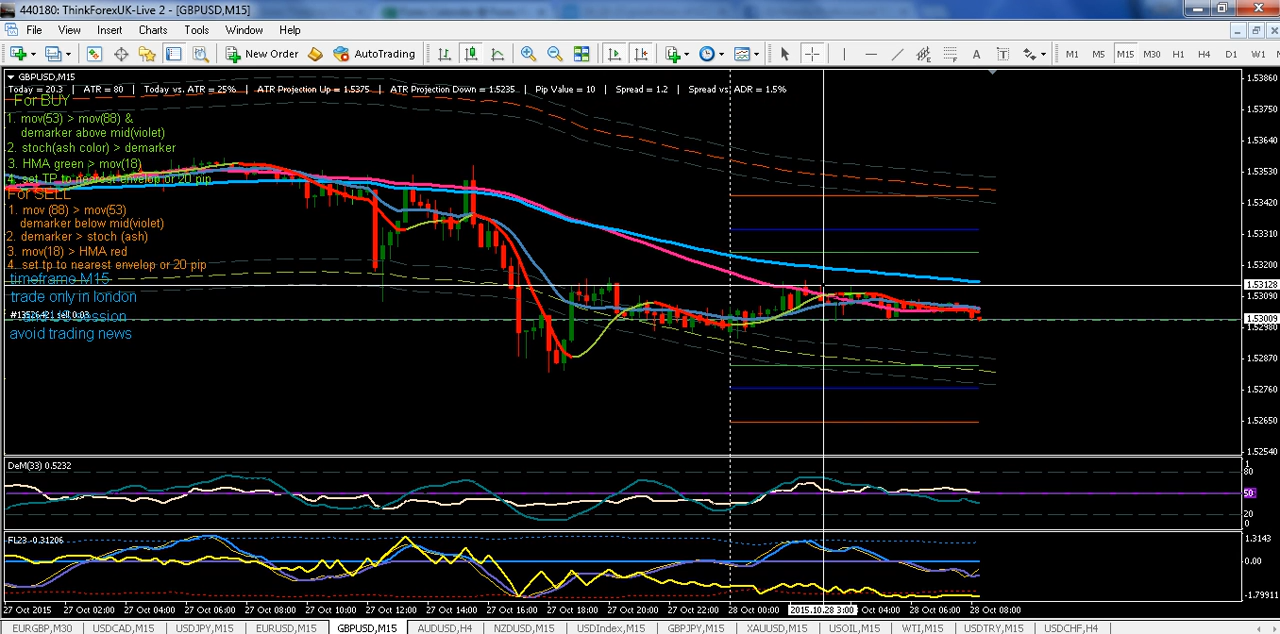 440180: ThinkForexUK-Live 2 - [GBPUSD,M15]
File View Insert Charts Tools Window Help
New Order AutoTrading A T M1 M5 M15 M30 H1 H4 D1 W1
GBPUSD,M15
Today = 20.3 | ATR = 80 | Today vs. ATR = 25% | ATR Projection Up = 1.5375 | ATR Projection Down = 1.5235 | Pip Value = 10 | Spread = 1.2 | Spread vs. ADR = 1.5%
For BUY
1. mov(53) > mov(88) &
demarker above mid(violet)
2. stoch(ash color) > demarker
3. HMA green > mov(18)
4. set TP to nearest envelop or 20 pip
For SELL
1. mov (88) > mov(53)
demarker below mid(violet)
2. demarker > stoch (ash)
3. mov(18) > HMA red
4. set tp to nearest envelop or 20 pip
timeframe M15
trade only in london
#13526421 sell 0.03
session
avoid trading news
1.53860
1.53750
1.53640
1.53530
1.53420
1.53310
1.53200
1.53128
1.53090
1.53009
1.52980
1.52870
1.52760
1.52650
1.52540
DeM(33) 0.5232
1
80
50
20
0
FL23 -0.31206
1.3143
0.00
-1.79911
27 Oct 2015 27 Oct 02:00 27 Oct 04:00 27 Oct 06:00 27 Oct 08:00 27 Oct 10:00 27 Oct 12:00 27 Oct 14:00 27 Oct 16:00 27 Oct 18:00 27 Oct 20:00 27 Oct 22:00 28 Oct 00:00 2015.10.28 3:00 Oct 04:00 28 Oct 06:00 28 Oct 08:00
EURGBP,M30 USDCAD,M15 USDJPY,M15 EURUSD,M15 GBPUSD,M15 AUDUSD,H4 NZDUSD,M15 USDIndex,M15 GBPJPY,M15 XAUUSD,M15 USOIL,M15 WTI,M15 USDTRY,M15 USDCHF,H4